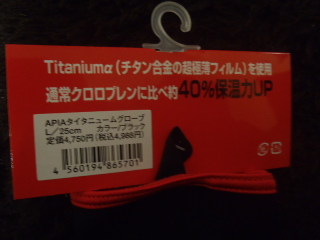 Titaniumα（チタン合金の超極薄フィルム）を使用
通常クロロプレンに比べ約40%保温力UP
APIAタイタニュームグローブ
L／25cm　カラー/ブラック
定価4,750円（税込4,988円）
4 560194 865701